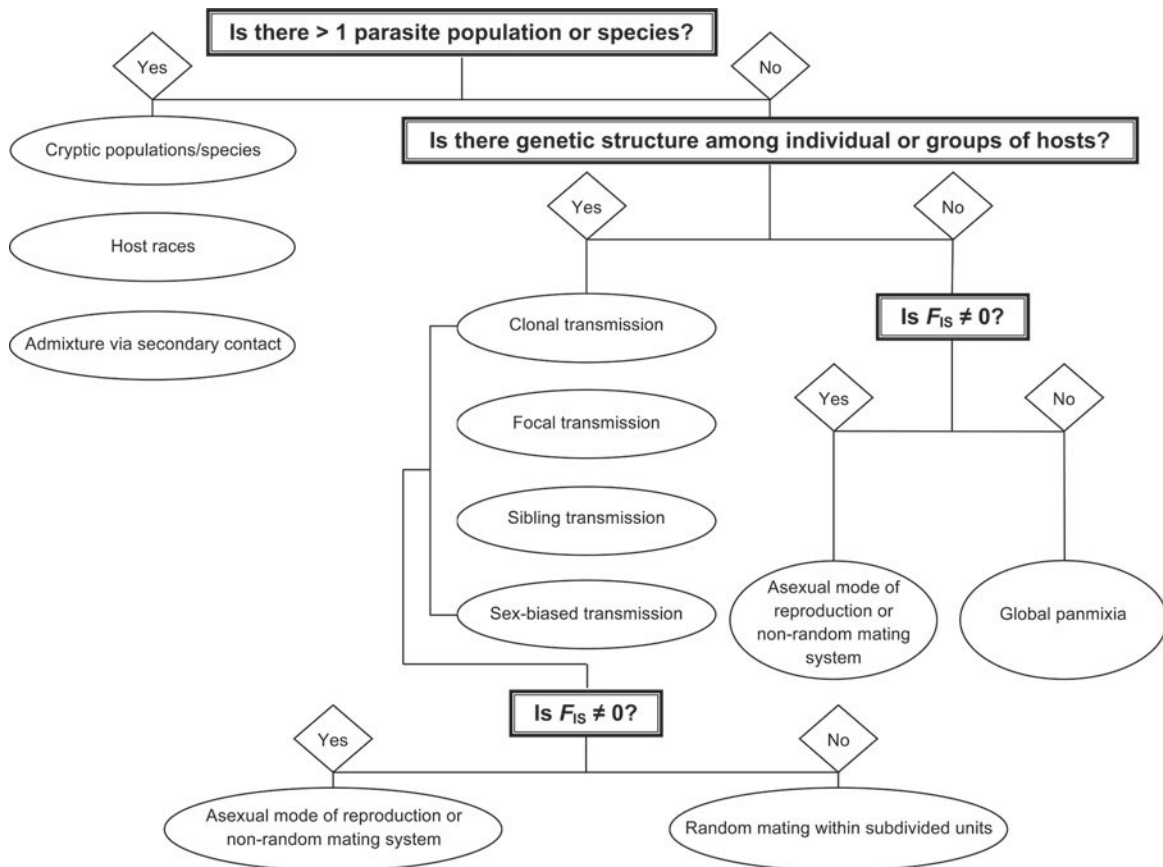 Is there > 1 parasite population or species?
Yes
No
Cryptic populations/species
Is there genetic structure among individual or groups of hosts?
Yes
No
Host races
Is FIS ≠ 0?
Clonal transmission
Admixture via secondary contact
Yes
No
Focal transmission
Sibling transmission
Asexual mode of
reproduction or
non-random mating
system
Global panmixia
Sex-biased transmission
Is FIS ≠ 0?
Yes
No
Asexual mode of reproduction or
non-random mating system
Random mating within subdivided units